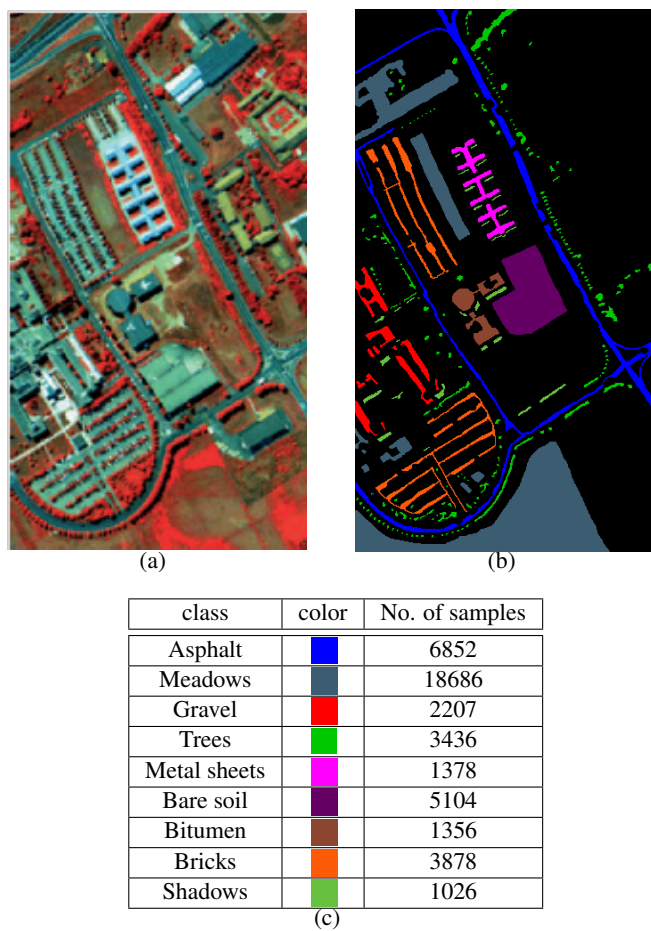 (a)
(b)
class color No. of samples
Asphalt 6852
Meadows 18686
Gravel 2207
Trees 3436
Metal sheets 1378
Bare soil 5104
Bitumen 1356
Bricks 3878
Shadows 1026
(c)